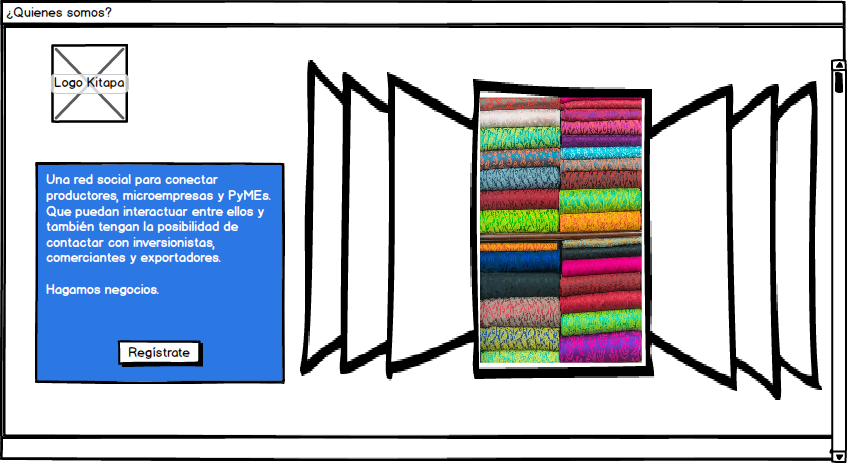 ¿Quienes somos?
Logo Kitapa
Una red social para conectar
productores, microempresas y PyMEs.
Que puedan interactuar entre ellos y
también tengan la posibilidad de
contactar con inversionistas,
comerciantes y exportadores.
Hagamos negocios.
Regístrate